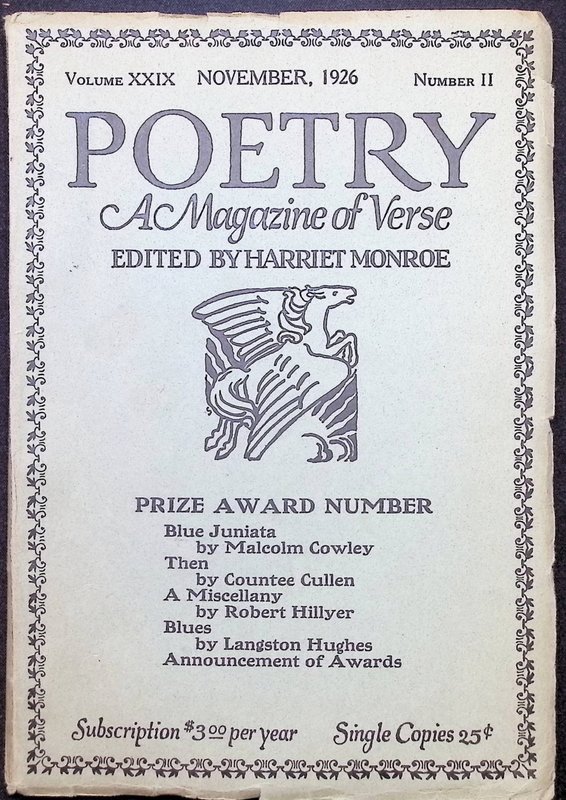 VOLUME XXIX NOVEMBER, 1926 NUMBER II
POETRY
A Magazine of Verse
EDITED BY HARRIET MONROE
PRIZE AWARD NUMBER
Blue Juniata
by Malcolm Cowley
Then
by Countee Cullen
A Miscellany
by Robert Hillyer
Blues
by Langston Hughes
Announcement of Awards
Subscription $3.00 per year Single Copies 25¢